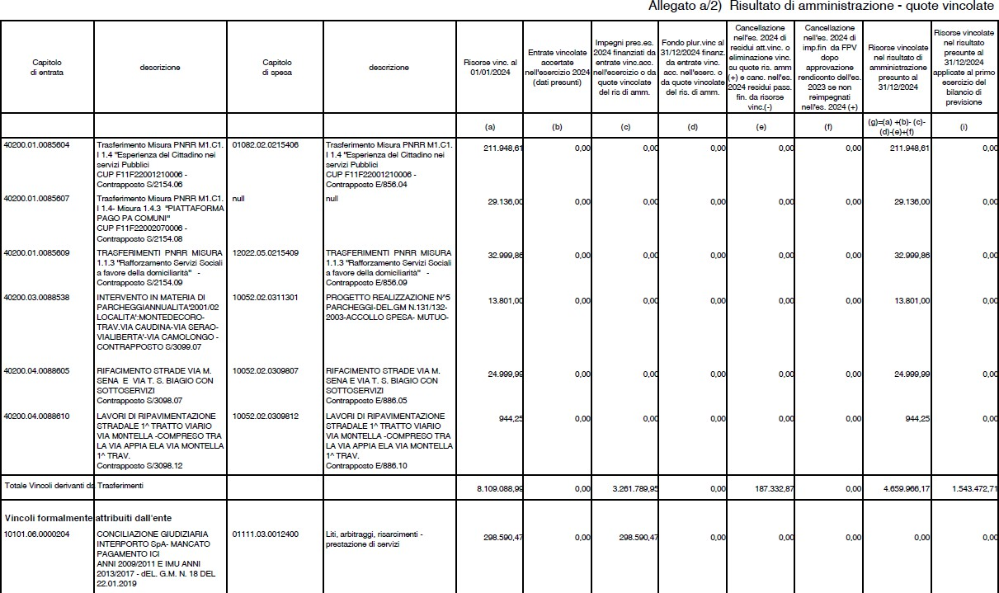 Allegato a/2) Risultato di amministrazione - quote vincolate
Capitolo
di entrata
descrizione
Capitolo
di spesa
descrizione
Risorse vinc. al
01/01/2024
Entrate vincolate
accertate
nell'esercizio 2024
(dati presunti)
Impegni pres.es.
2024 finanziati da
entrate vinc.acc.
nell'esercizio o da
quote vincolate
del ris di amm.
Fondo plur.vinc al
31/12/2024 finanz.
da entrate vinc.
acc. nell'eserc. o
da quote vincolate
del ris. di amm.
Cancellazione
nell'es. 2024 di
residui att.vinc. o
eliminazione vinc.
su quote ris. amm
(+) e canc. nell'es.
2024 residui pass.
fin. da risorse
vinc.(-)
Cancellazione
nell'es. 2024 di
imp.fin da FPV
dopo
approvazione
rendiconto dell'es.
2023 se non
reimpegnati
nell'es. 2024 (+)
Risorse vincolate
nel risultato di
amministrazione
presunto al
31/12/2024
Risorse vincolate
nel risultato
presunte al
31/12/2024
applicate al primo
esercizio del
bilancio di
previsione
(a) (b) (c) (d) (e) (f) (g)=(a) +(b)- (c)-
(d)-(e)+(f) (i)
40200.01.0085604
Trasferimento Misura PNRR M1.C1.
I 1.4 "Esperienza del Cittadino nei
servizi Pubblici
CUP F11F22001210006 -
Contrapposto S/2154.06
01082.02.0215406
Trasferimento Misura PNRR M1.C1.
I 1.4 "Esperienza del Cittadino nei
servizi Pubblici
CUP F11F22001210006 -
Contrapposto E/856.04
211.948,61 0,00 0,00 0,00 0,00 0,00 211.948,61 0,00
40200.01.0085607
Trasferimento Misura PNRR M1.C1.
I 1.4- Misura 1.4.3 "PIATTAFORMA
PAGO PA COMUNI"
CUP F11F22002070006 -
Contrapposto S/2154.08
null
null
29.136,00 0,00 0,00 0,00 0,00 0,00 29.136,00 0,00
40200.01.0085609
TRASFERIMENTI PNRR MISURA
1.1.3 "Rafforzamento Servizi Sociali
a favore della domiciliarità" -
Contrapposto S/2154.09
12022.05.0215409
TRASFERIMENTI PNRR MISURA
1.1.3 "Rafforzamento Servizi Sociali
a favore della domiciliarità" -
Contrapposto E/856.09
32.999,86 0,00 0,00 0,00 0,00 0,00 32.999,86 0,00
40200.03.0088538
INTERVENTO IN MATERIA DI
PARCHEGGIANNUALITA'2001/02
LOCALITA':MONTEDECORO-
TRAV.VIA CAUDINA-VIA SERAO-
VIALIBERTA'-VIA CAMOLONGO -
CONTRAPPOSTO S/3099.07
10052.02.0311301
PROGETTO REALIZZAZIONE N^5
PARCHEGGI-DEL.GM N.131/132-
2003-ACCOLLO SPESA- MUTUO-
13.801,00 0,00 0,00 0,00 0,00 0,00 13.801,00 0,00
40200.04.0088605
RIFACIMENTO STRADE VIA M.
SENA E VIA T. S. BIAGIO CON
SOTTOSERVIZI
Contrapposto S/3098.07
10052.02.0309807
RIFACIMENTO STRADE VIA M.
SENA E VIA T. S. BIAGIO CON
SOTTOSERVIZI
Contrapposto E/886.05
24.999,99 0,00 0,00 0,00 0,00 0,00 24.999,99 0,00
40200.04.0088610
LAVORI DI RIPAVIMENTAZIONE
STRADALE 1^ TRATTO VIARIO
VIA M0NTELLA -COMPRESO TRA
LA VIA APPIA ELA VIA MONTELLA
1^ TRAV.
Contrapposto S/3098.12
10052.02.0309812
LAVORI DI RIPAVIMENTAZIONE
STRADALE 1^ TRATTO VIARIO
VIA M0NTELLA -COMPRESO TRA
LA VIA APPIA ELA VIA MONTELLA
1^ TRAV.
Contrapposto E/886.10
944,25 0,00 0,00 0,00 0,00 0,00 944,25 0,00
Totale Vincoli derivanti da Trasferimenti
8.109.088,99 0,00 3.261.789,95 0,00 187.332,87 0,00 4.659.966,17 1.543.472,71
Vincoli formalmente attribuiti dall'ente
10101.06.0000204
CONCILIAZIONE GIUDIZIARIA
INTERPORTO SpA- MANCATO
PAGAMENTO ICI
ANNI 2009/2011 E IMU ANNI
2013/2017 - dEL. G.M. N. 18 DEL
22.01.2019
01111.03.0012400
Liti, arbitraggi, risarcimenti -
prestazione di servizi
298.590,47 0,00 298.590,47 0,00 0,00 0,00 0,00 0,00